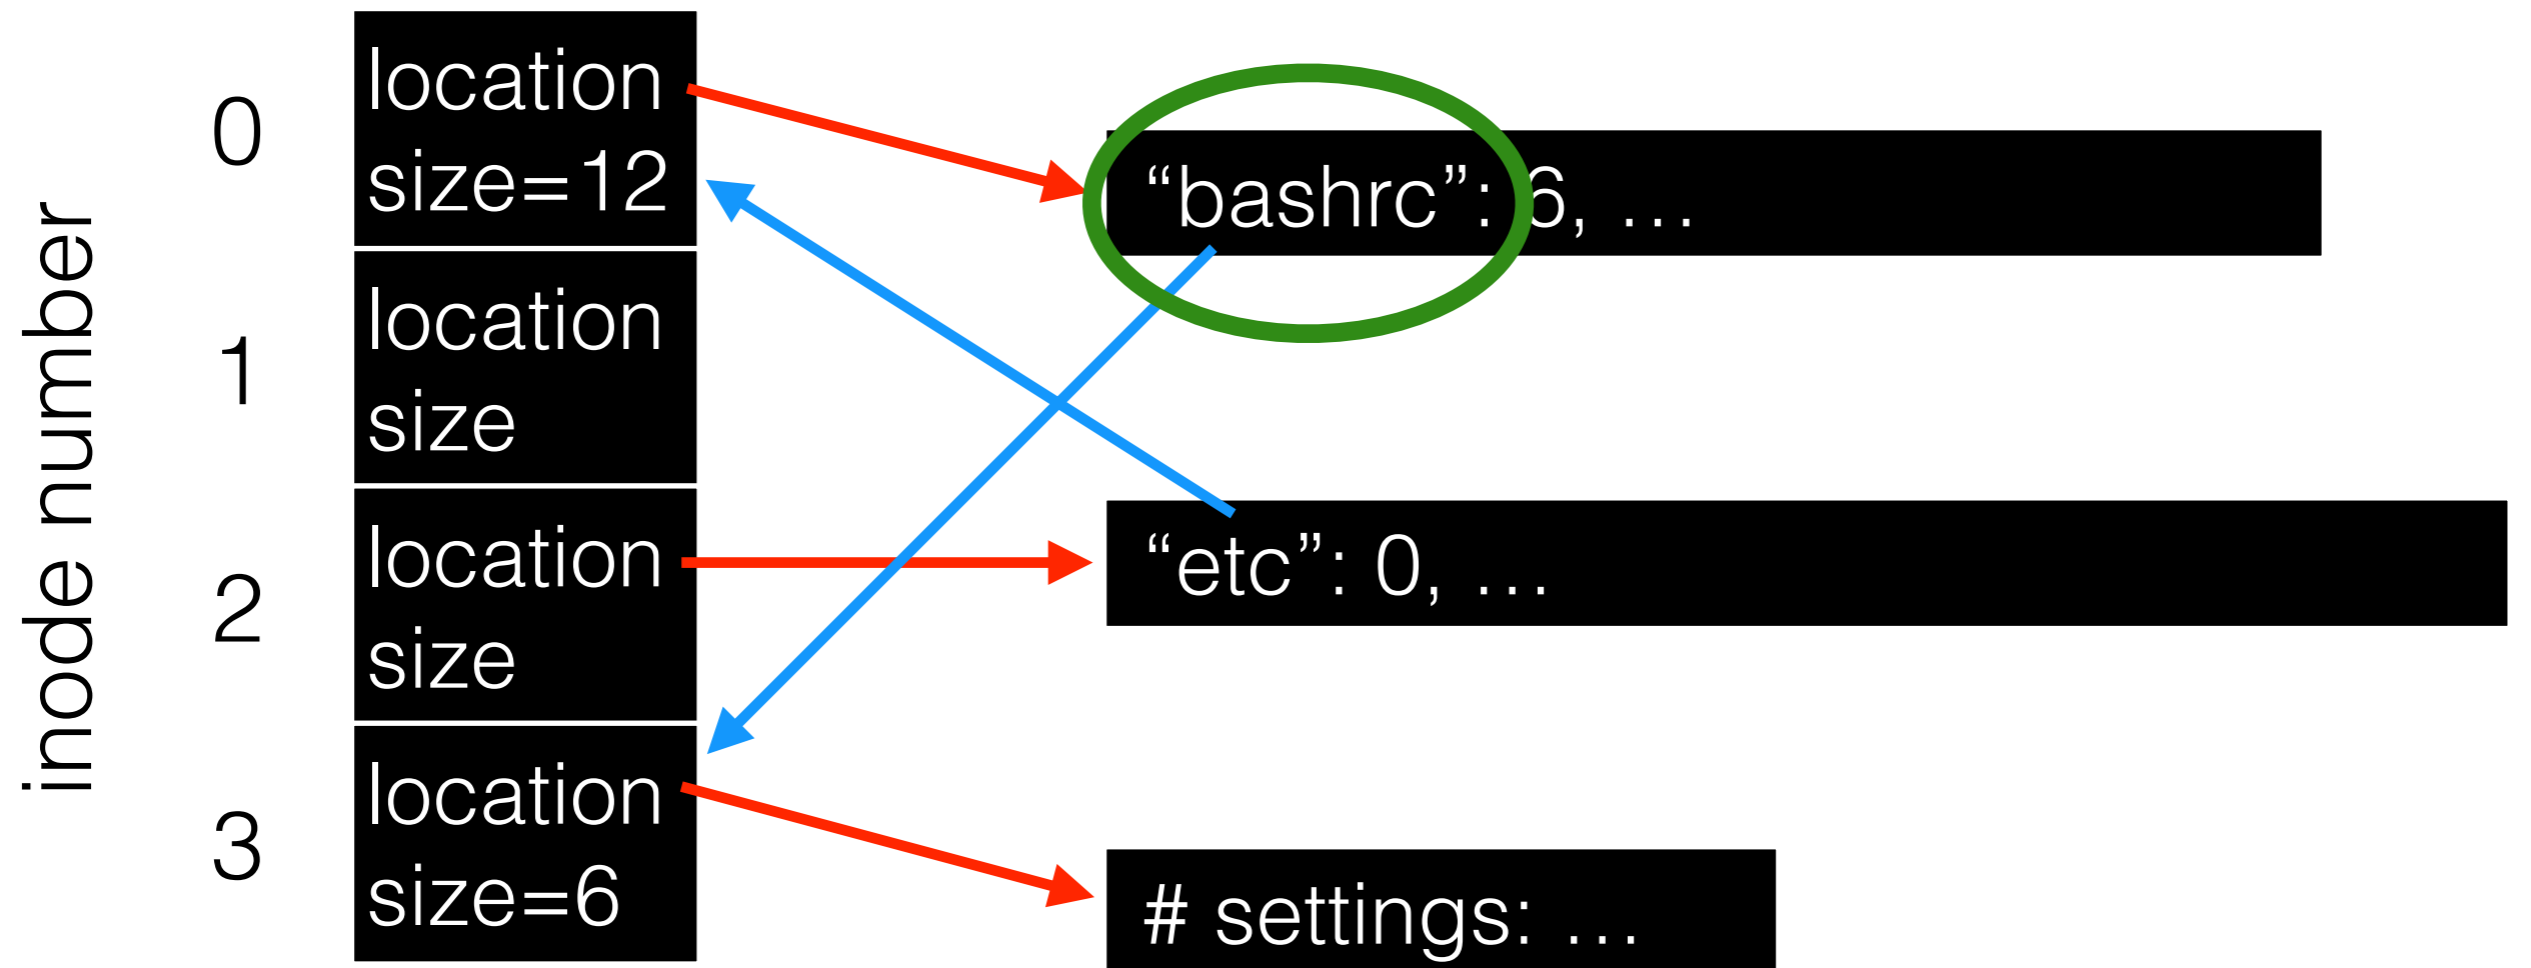 inode number
0
location
size=12
1
location
size
2
location
size
3
location
size=6
“bashrc”: 6, …
“etc”: 0, …
# settings: …